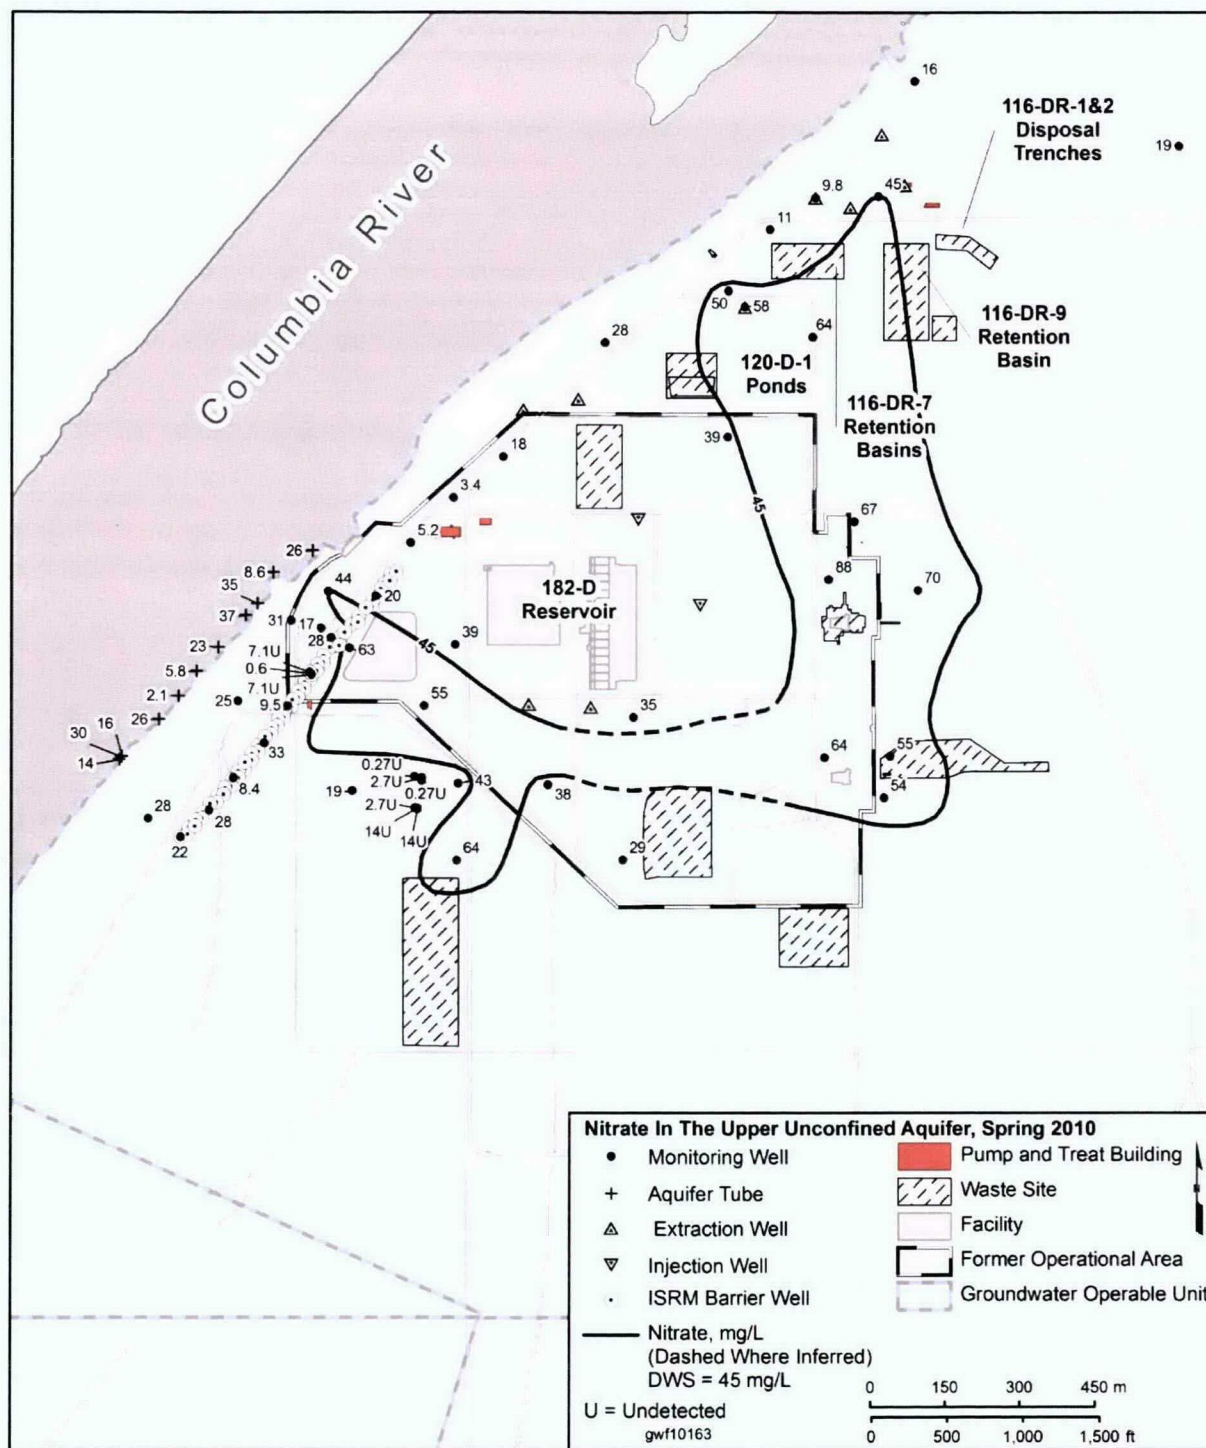 16
116-DR-1&2
Disposal
Trenches
19
9.8
45
11
Columbia River
50
58
28
64
116-DR-9
Retention
Basin
120-D-1
Ponds
116-DR-7
Retention
Basins
39
18
3.4
45
67
5.2
26
8.6
35
44
37
20
182-D
Reservoir
88
70
31
17
28
63
45
39
23
7.1U
0.6
5.8
7.1U
2.1
25
9.5
55
35
26
16
30
14
33
64
55
0.27U
2.7U
0.27U
43
8.4
19
2.7U
38
54
28
28
14U
14U
22
64
29
Nitrate In The Upper Unconfined Aquifer, Spring 2010
Monitoring Well
Aquifer Tube
Extraction Well
Injection Well
ISRM Barrier Well
Nitrate, mg/L
(Dashed Where Inferred)
DWS = 45 mg/L
U = Undetected
gwf10163
Pump and Treat Building
Waste Site
Facility
Former Operational Area
Groundwater Operable Unit
0 150 300 450 m
0 500 1,000 1,500 ft